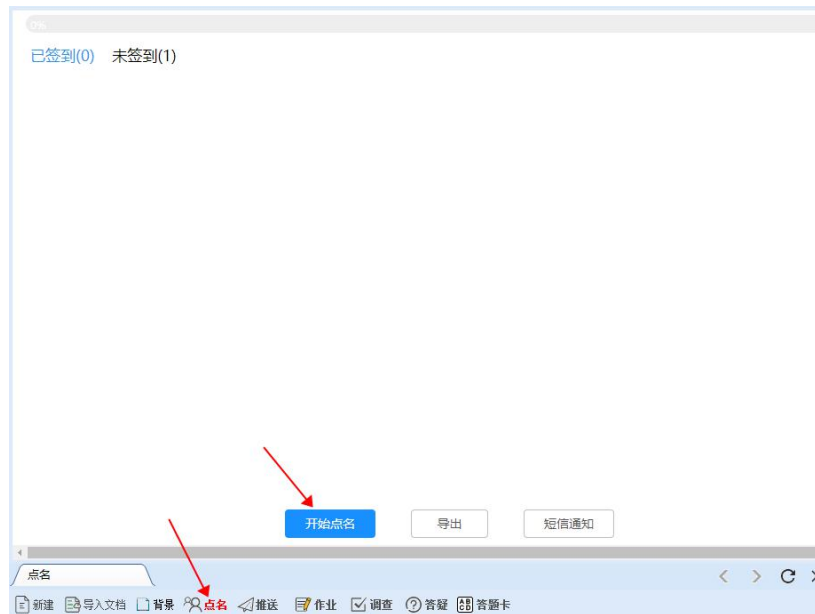 0%
已签到(0) 未签到(1)
开始点名 导出 短信通知
点名
新建 导入文档 背景 点名 推送 作业 调查 答疑 答题卡